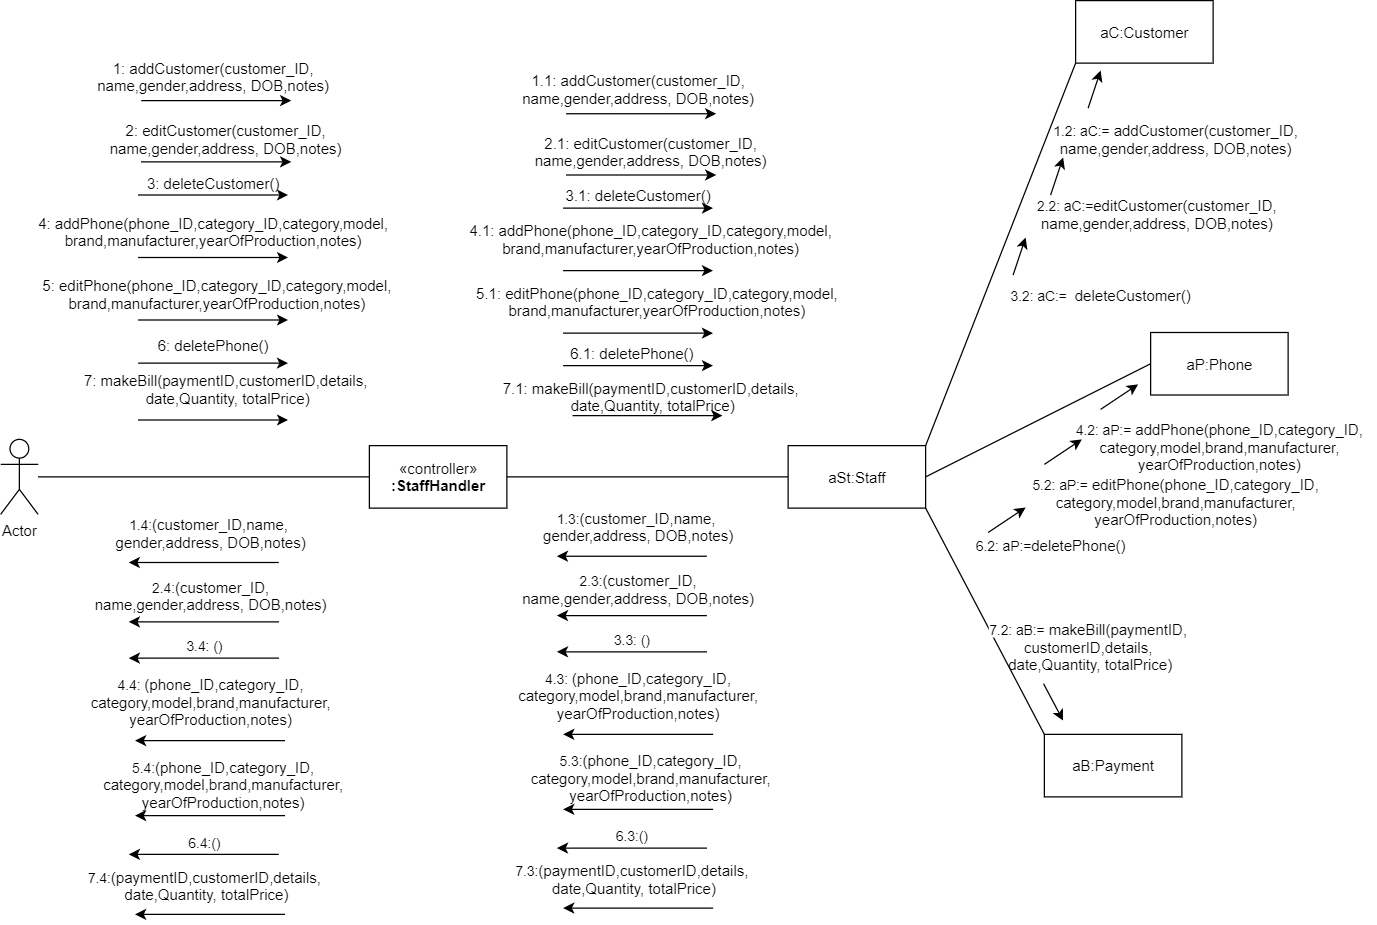 aC:Customer
1: addCustomer(customer_ID,
name,gender,address, DOB,notes)
2: editCustomer(customer_ID,
name,gender,address, DOB,notes)
3: deleteCustomer()
4: addPhone(phone_ID,category_ID,category,model,
brand,manufacturer,yearOfProduction,notes)
5: editPhone(phone_ID,category_ID,category,model,
brand,manufacturer,yearOfProduction,notes)
6: deletePhone()
7: makeBill(paymentID,customerID,details,
date,Quantity, totalPrice)
1.1: addCustomer(customer_ID,
name,gender,address, DOB,notes)
2.1: editCustomer(customer_ID,
name,gender,address, DOB,notes)
3.1: deleteCustomer()
4.1: addPhone(phone_ID,category_ID,category,model,
brand,manufacturer,yearOfProduction,notes)
5.1: editPhone(phone_ID,category_ID,category,model,
brand,manufacturer,yearOfProduction,notes)
6.1: deletePhone()
7.1: makeBill(paymentID,customerID,details,
date,Quantity, totalPrice)
1.2: aC:= addCustomer(customer_ID,
name,gender,address, DOB,notes)
2.2: aC:=editCustomer(customer_ID,
name,gender,address, DOB,notes)
3.2: aC:=  deleteCustomer()
aP:Phone
4.2: aP:= addPhone(phone_ID,category_ID,
category,model,brand,manufacturer,
yearOfProduction,notes)
5.2: aP:= editPhone(phone_ID,category_ID,
category,model,brand,manufacturer,
yearOfProduction,notes)
6.2: aP:=deletePhone()
Actor
«controller»
:StaffHandler
aSt:Staff
1.4:(customer_ID,name,
gender,address, DOB,notes)
2.4:(customer_ID,
name,gender,address, DOB,notes)
3.4: ()
4.4: (phone_ID,category_ID,
category,model,brand,manufacturer,
yearOfProduction,notes)
5.4:(phone_ID,category_ID,
category,model,brand,manufacturer,
yearOfProduction,notes)
6.4:()
7.4:(paymentID,customerID,details,
date,Quantity, totalPrice)
1.3:(customer_ID,name,
gender,address, DOB,notes)
2.3:(customer_ID,
name,gender,address, DOB,notes)
3.3: ()
4.3: (phone_ID,category_ID,
category,model,brand,manufacturer,
yearOfProduction,notes)
5.3:(phone_ID,category_ID,
category,model,brand,manufacturer,
yearOfProduction,notes)
6.3:()
7.3:(paymentID,customerID,details,
date,Quantity, totalPrice)
7.2: aB:= makeBill(paymentID,
customerID,details,
date,Quantity, totalPrice)
aB:Payment